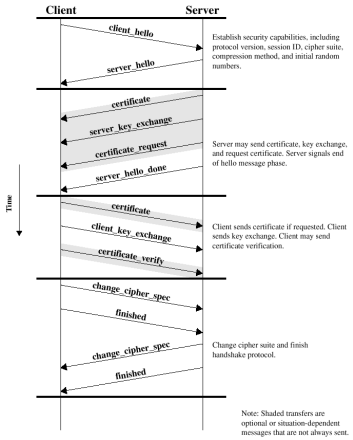 Client
Server
client_hello
server_hello
Establish security capabilities, including
protocol version, session ID, cipher suite,
compression method, and initial random
numbers.
certificate
server_key_exchange
certificate_request
server_hello_done
Server may send certificate, key exchange,
and request certificate. Server signals end
of hello message phase.
Time
certificate
client_key_exchange
certificate_verify
Client sends certificate if requested. Client
sends key exchange. Client may send
certificate verification.
change_cipher_spec
finished
change_cipher_spec
finished
Change cipher suite and finish
handshake protocol.
Note: Shaded transfers are
optional or situation-dependent
messages that are not always sent.